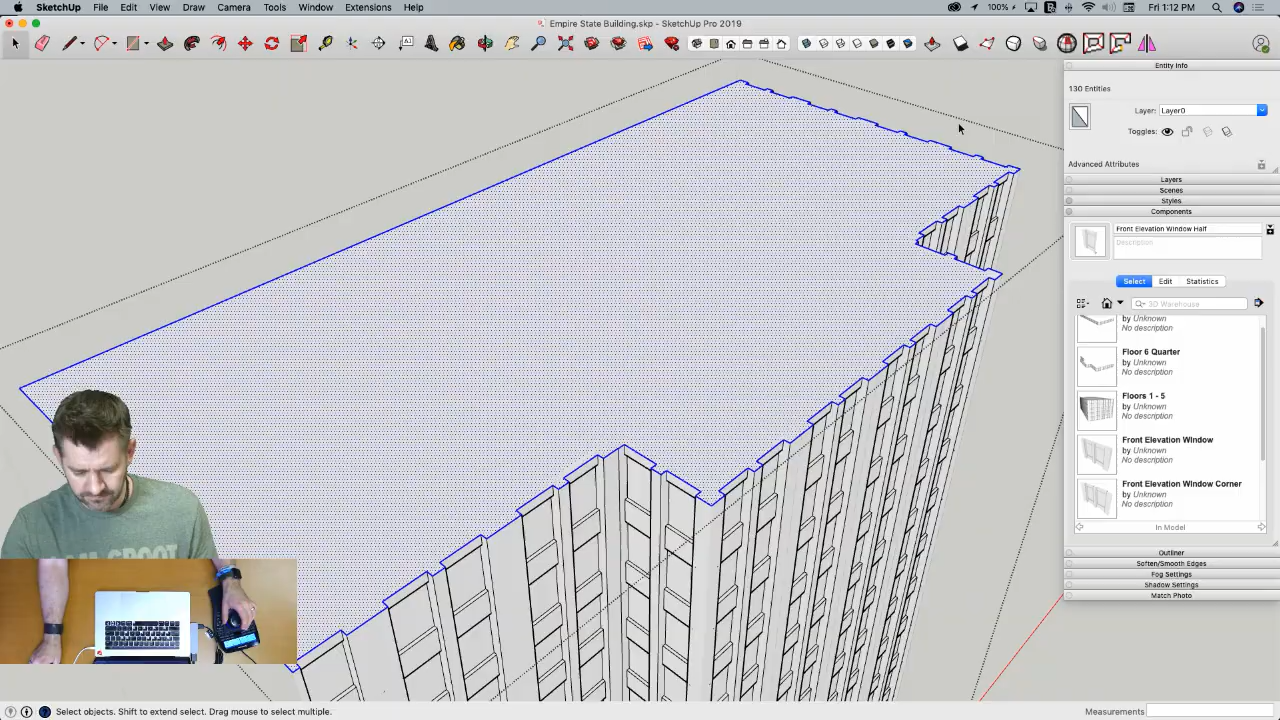 SketchUp File Edit View Draw Camera Tools Window Extensions Help 100% Fri 1:12 PM
Empire State Building.skp - SketchUp Pro 2019
Entity Info
130 Entities
Layer: Layer0
Toggles:
Advanced Attributes
Layers
Scenes
Styles
Components
Front Elevation Window Half
Description
Select Edit Statistics
3D Warehouse
by Unknown
No description
Floor 6 Quarter
by Unknown
No description
Floors 1 - 5
by Unknown
No description
Front Elevation Window
by Unknown
No description
Front Elevation Window Corner
by Unknown
No description
In Model
Outliner
Soften/Smooth Edges
Fog Settings
Shadow Settings
Match Photo
Select objects. Shift to extend select. Drag mouse to select multiple. Measurements